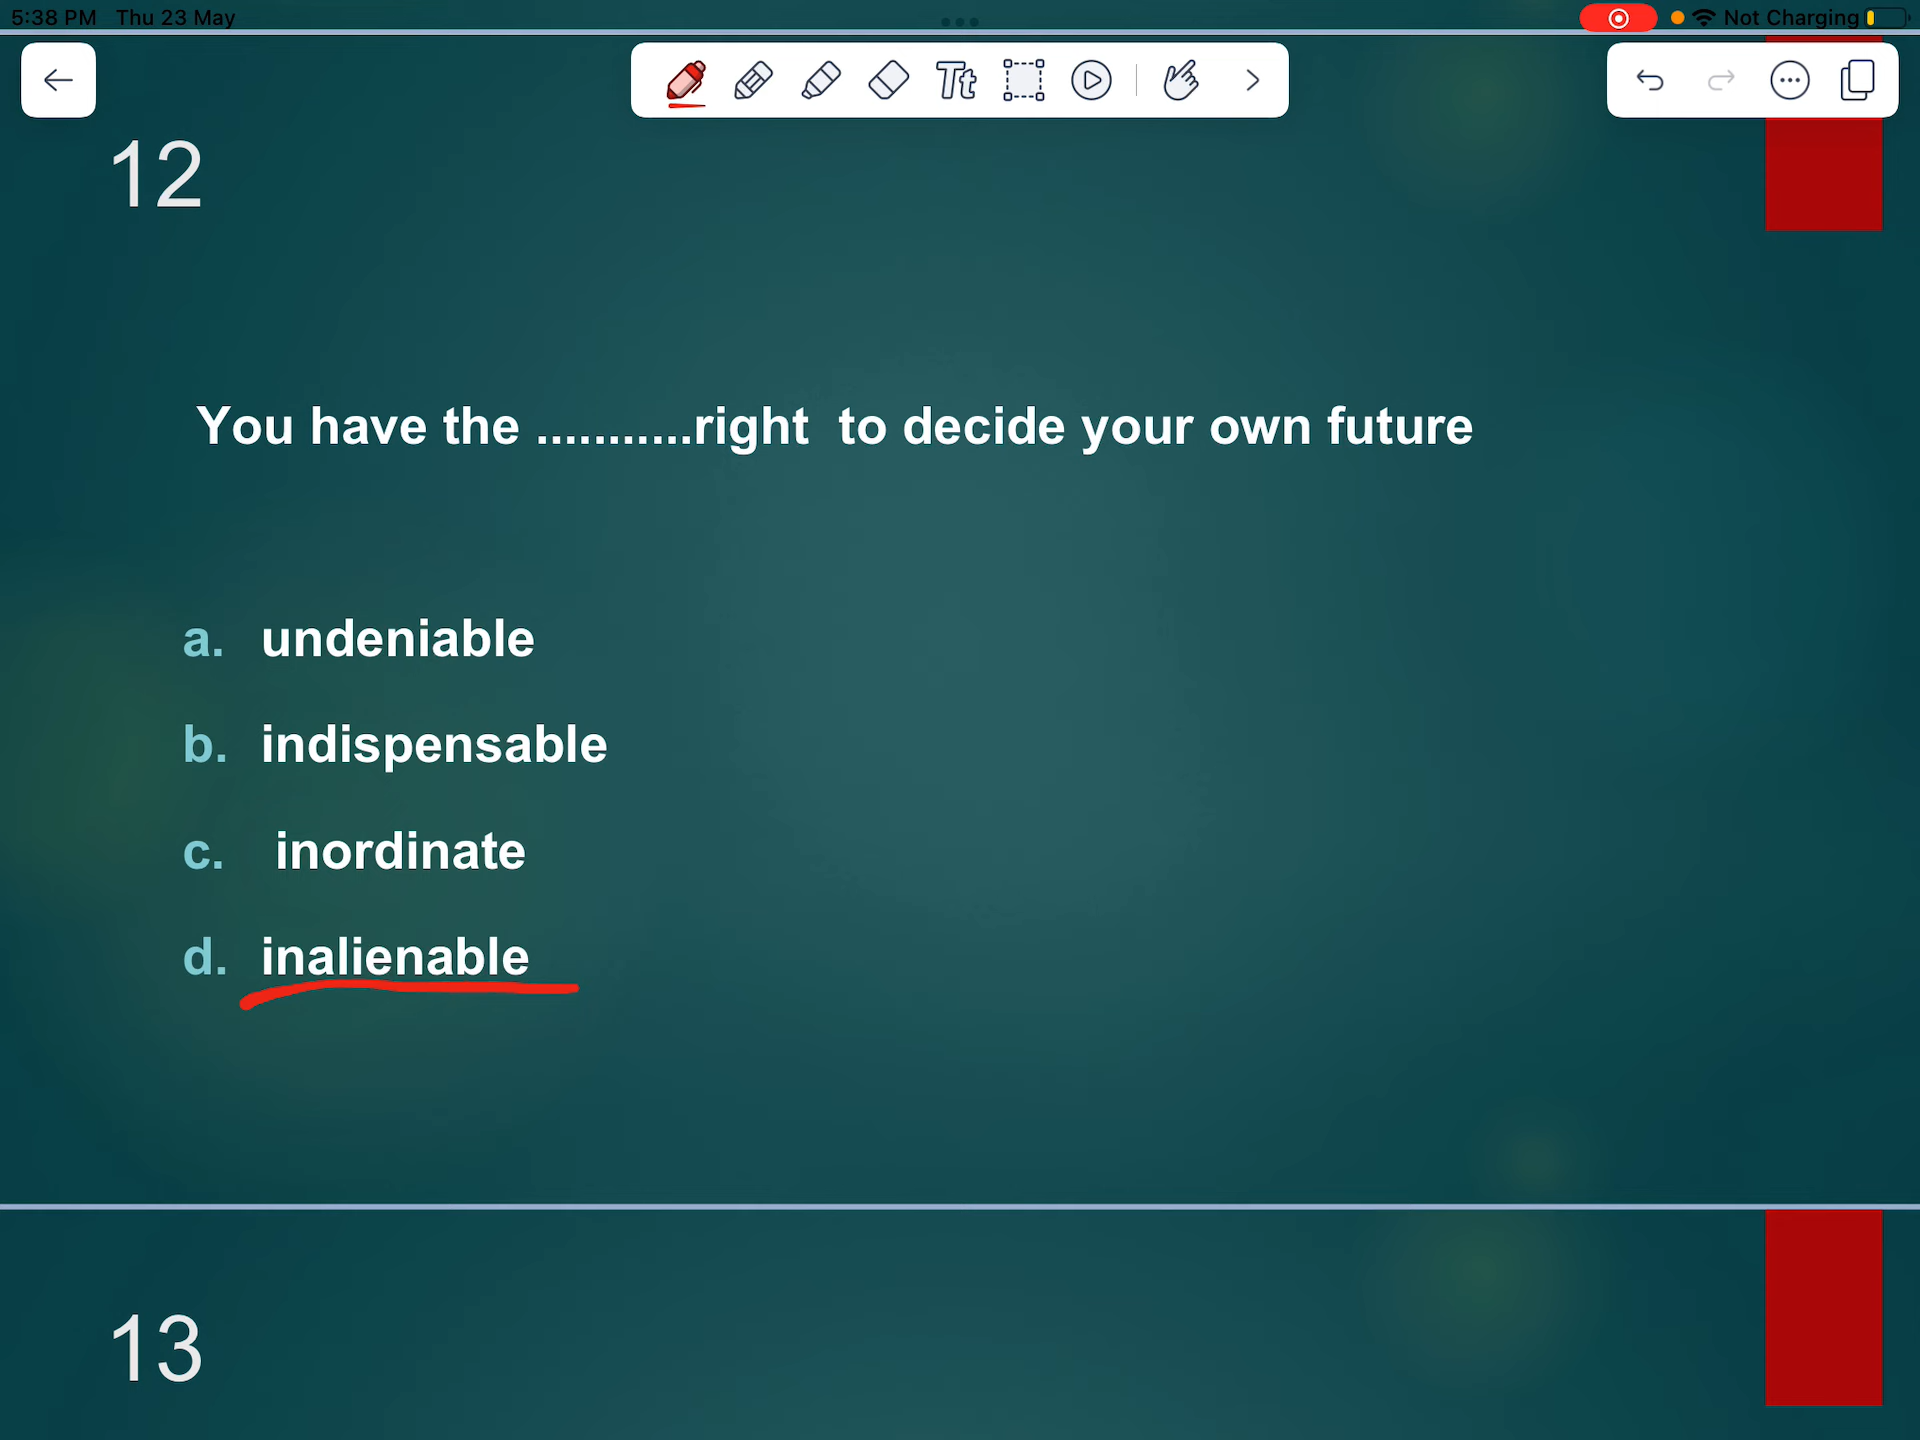 5:38 PM Thu 23 May
Not Charging
Tt
12
You have the ...........right to decide your own future
a. undeniable
b. indispensable
c. inordinate
d. inalienable
13